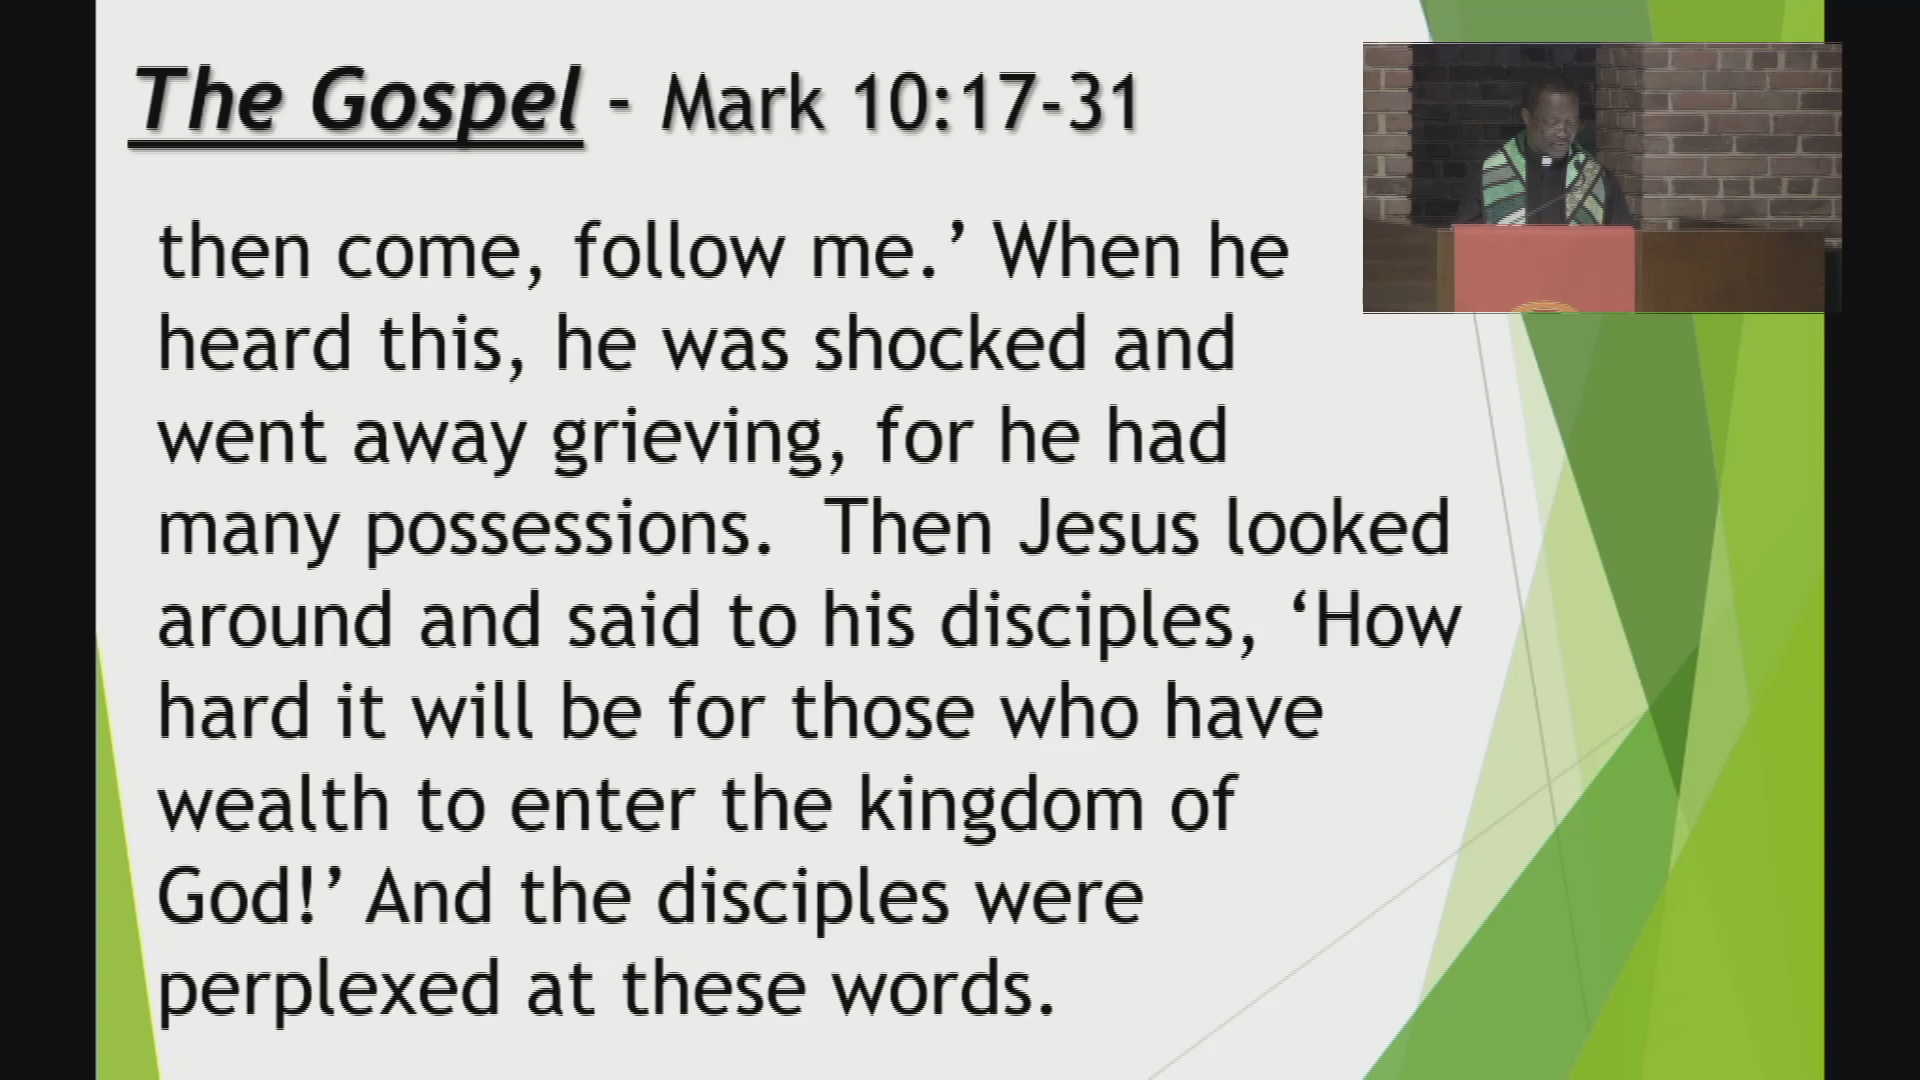 The Gospel - Mark 10:17-31
then come, follow me.’ When he
heard this, he was shocked and
went away grieving, for he had
many possessions.  Then Jesus looked
around and said to his disciples, ‘How
hard it will be for those who have
wealth to enter the kingdom of
God!’ And the disciples were
perplexed at these words.